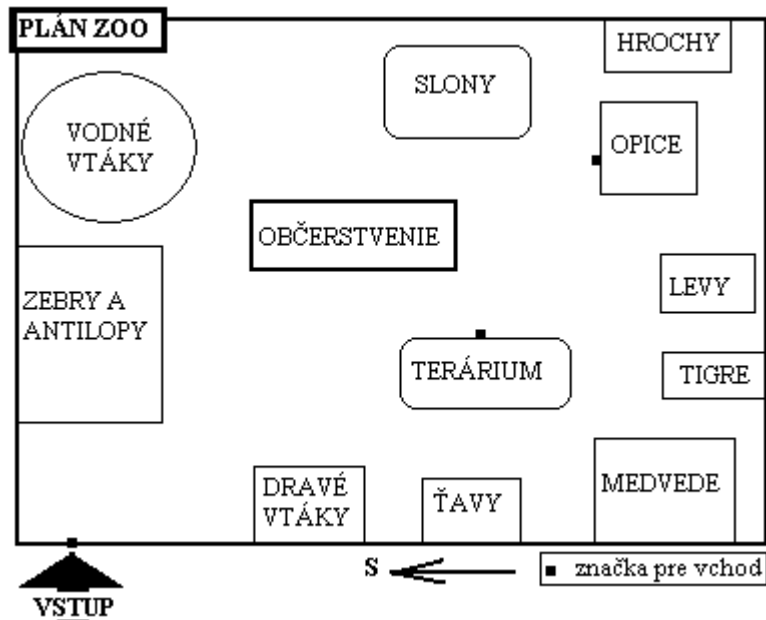 PLÁN ZOO
HROCHY
SLONY
VODNÉ
VTÁKY
OPICE
OBČERSTVENIE
LEVY
ZEBRY A
ANTILOPY
TERÁRIUM
TIGRE
DRAVÉ
VTÁKY
ŤAVY
MEDVEDE
S
značka pre vchod
VSTUP